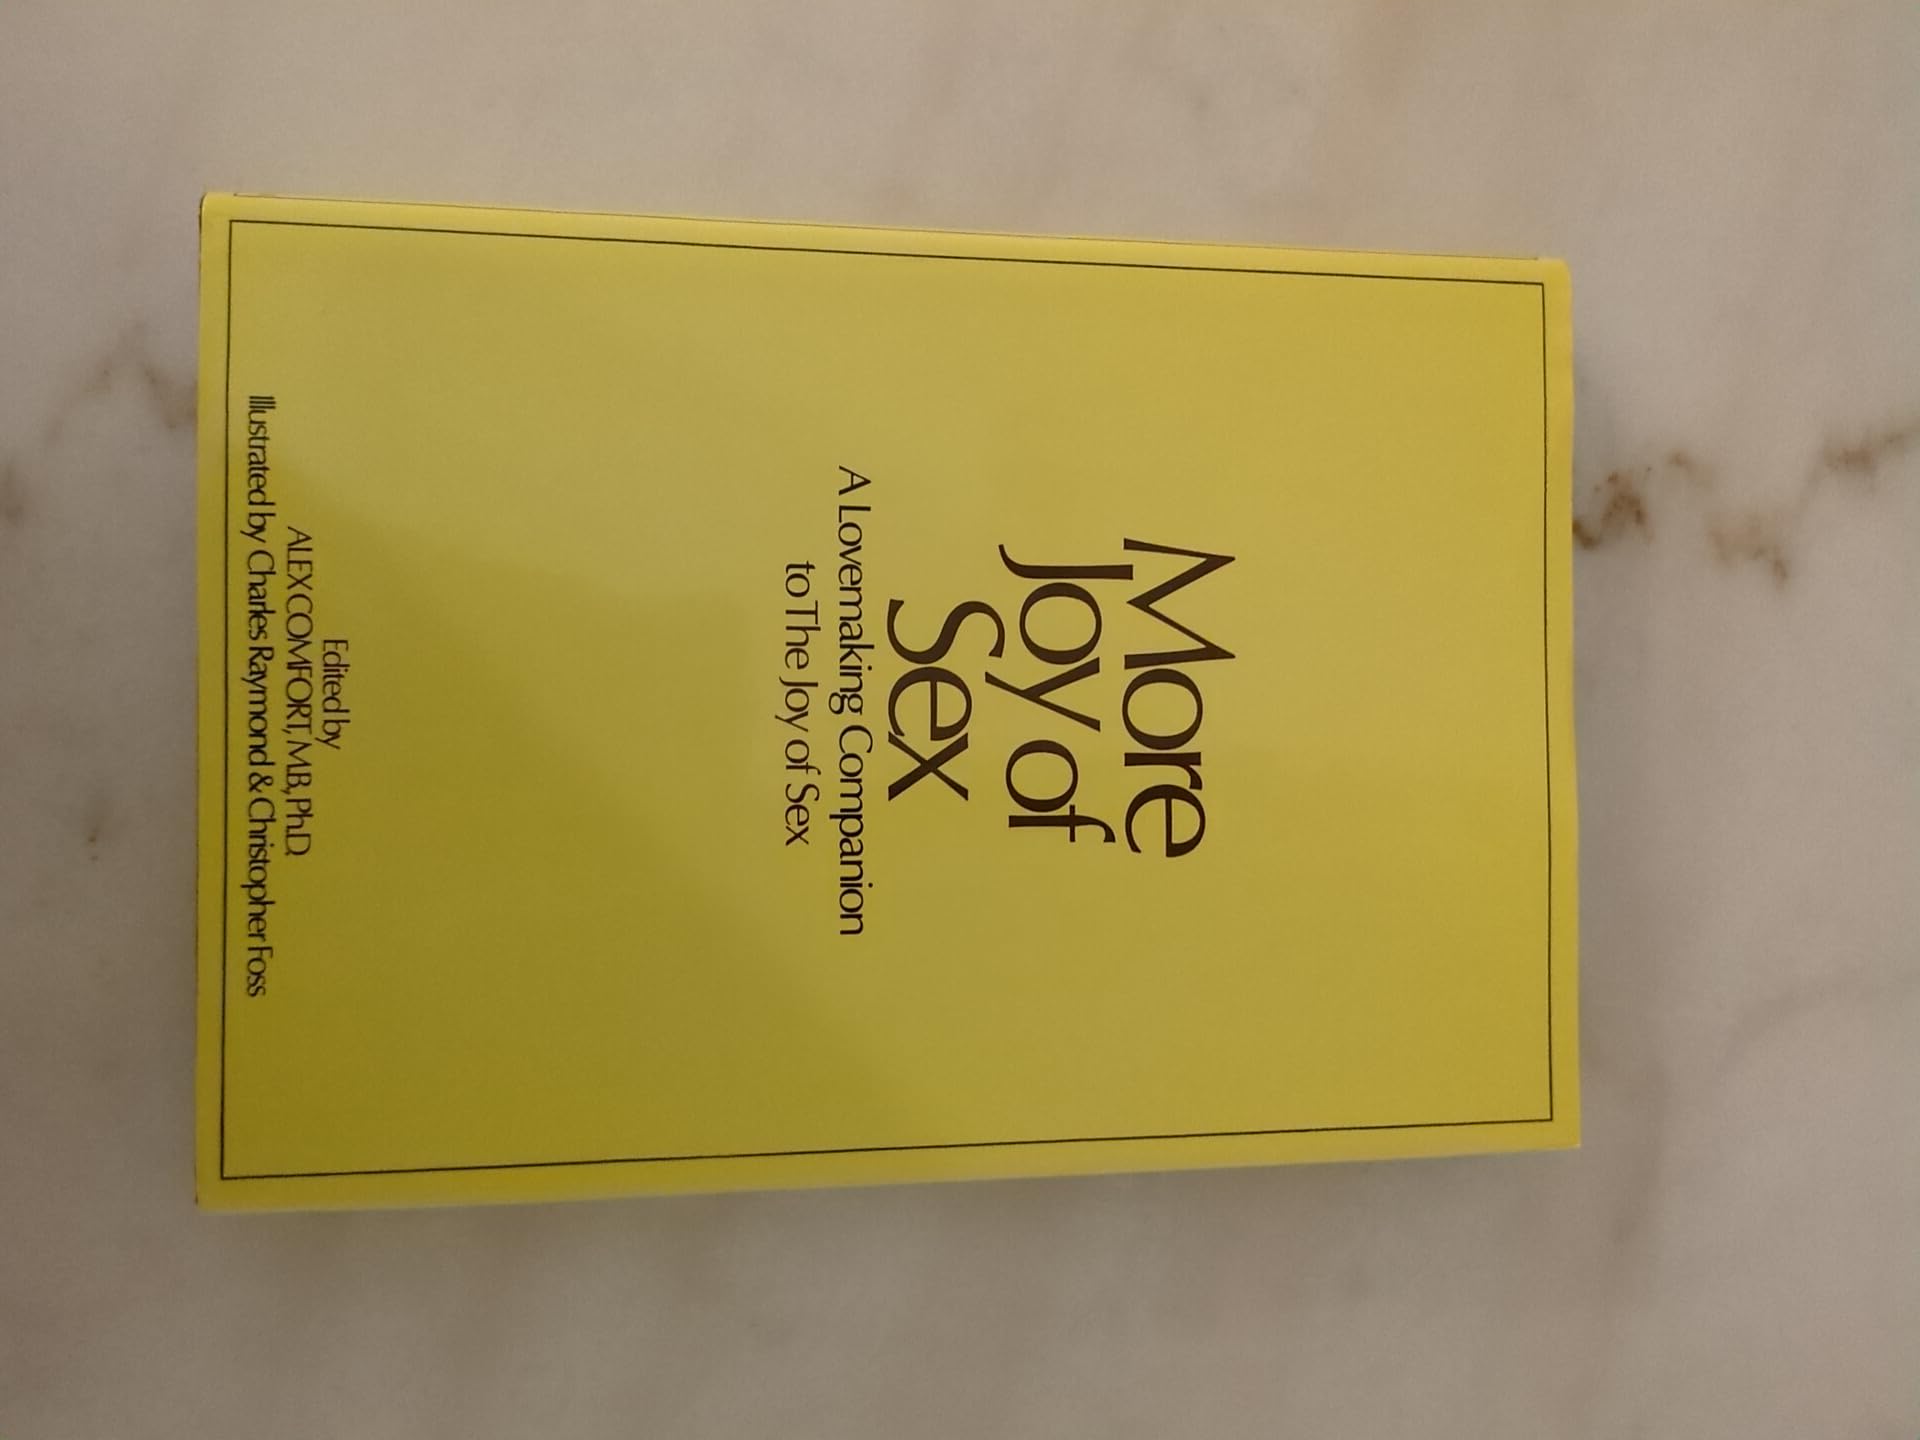 More
Joy of
Sex
A Lovemaking Companion
to The Joy of Sex
Edited by
ALEX COMFORT, M.B., Ph.D.
Illustrated by Charles Raymond & Christopher Foss